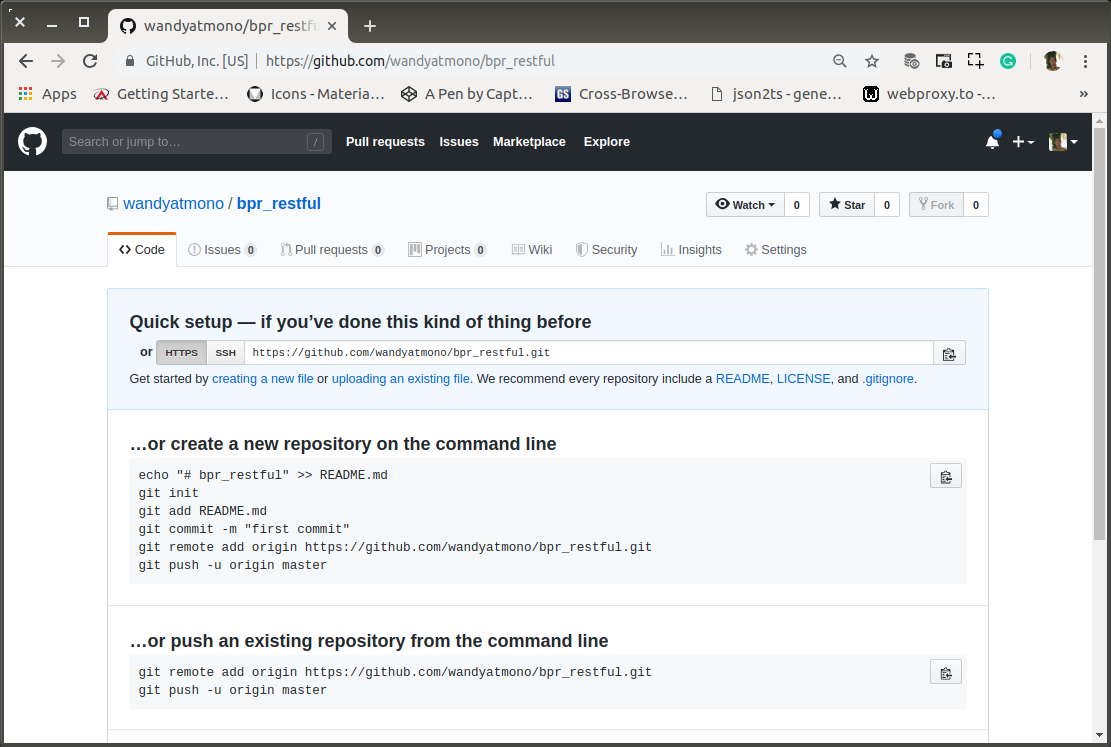 wandyatmono/bpr_restfu
GitHub, Inc. [US] | https://github.com/wandyatmono/bpr_restful
Apps Getting Starte... Icons - Materia... A Pen by Capt... GS Cross-Browse... json2ts - gene... webproxy.to -... »
Search or jump to... / Pull requests Issues Marketplace Explore
wandyatmono / bpr_restful Watch 0 Star 0 Fork 0
Code Issues 0 Pull requests 0 Projects 0 Wiki Security Insights Settings
Quick setup — if you’ve done this kind of thing before
or HTTPS SSH https://github.com/wandyatmono/bpr_restful.git
Get started by creating a new file or uploading an existing file. We recommend every repository include a README, LICENSE, and .gitignore.
…or create a new repository on the command line
echo "# bpr_restful" >> README.md
git init
git add README.md
git commit -m "first commit"
git remote add origin https://github.com/wandyatmono/bpr_restful.git
git push -u origin master
…or push an existing repository from the command line
git remote add origin https://github.com/wandyatmono/bpr_restful.git
git push -u origin master